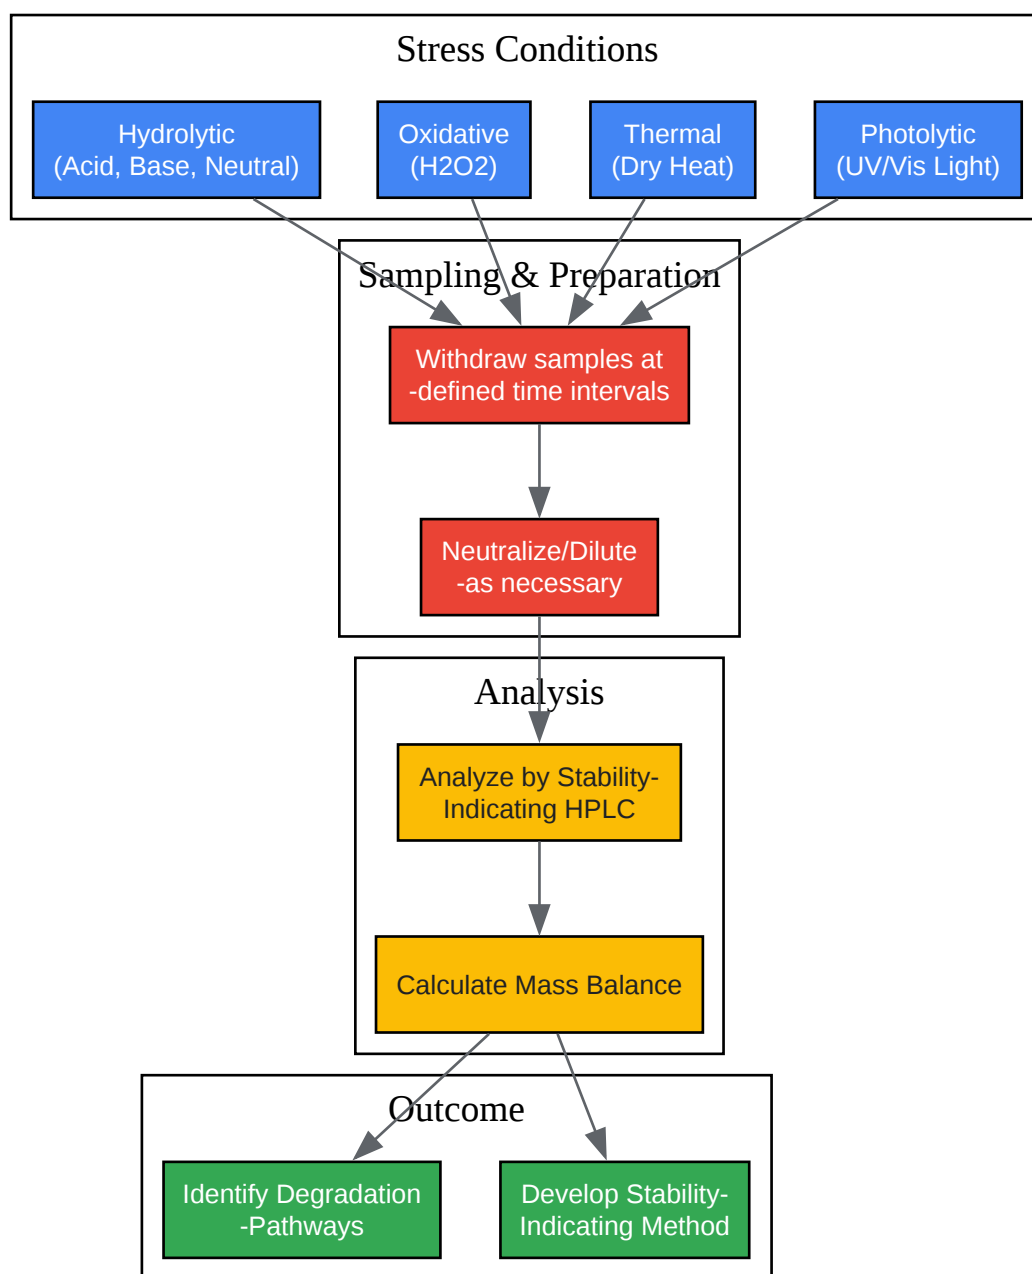 Stress Conditions
Hydrolytic
(Acid, Base, Neutral)
Oxidative
(H2O2)
Thermal
(Dry Heat)
Photolytic
(UV/Vis Light)
Sampling & Preparation
Withdraw samples at
-defined time intervals
Neutralize/Dilute
-as necessary
Analysis
Analyze by Stability-
Indicating HPLC
Calculate Mass Balance
Outcome
Identify Degradation
-Pathways
Develop Stability-
Indicating Method